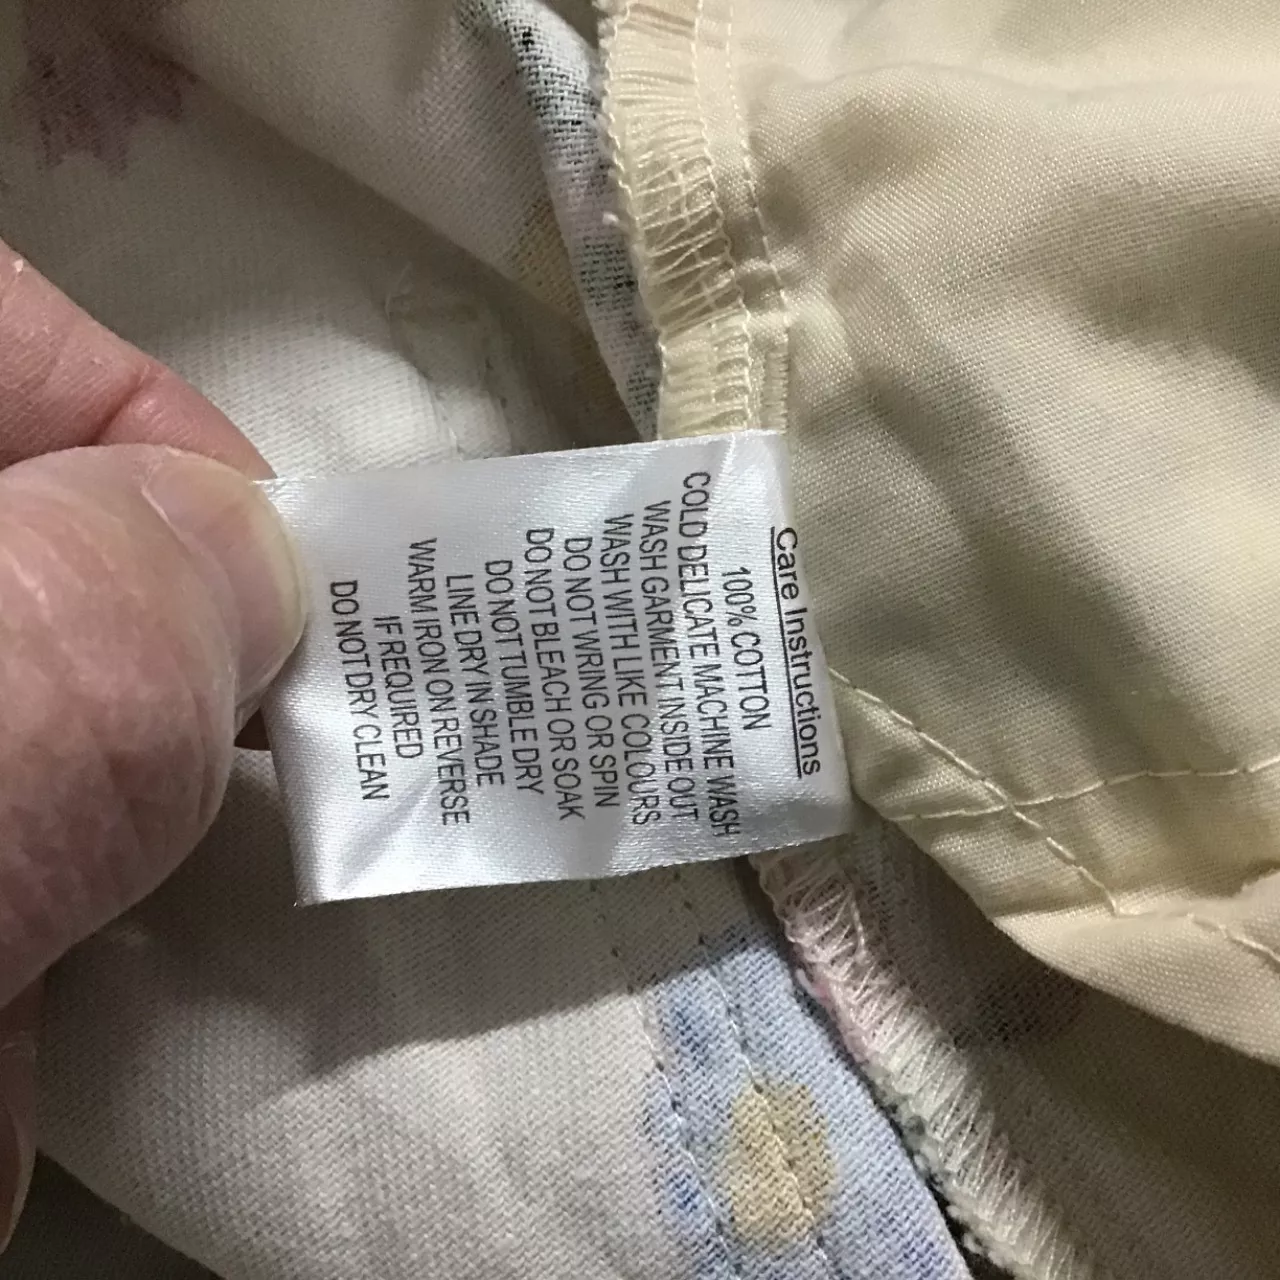 Care Instructions
100% COTTON
COLD DELICATE MACHINE WASH
WASH GARMENT INSIDE OUT
WASH WITH LIKE COLOURS
DO NOT WRING OR SPIN
DO NOT BLEACH OR SOAK
DO NOT TUMBLE DRY
LINE DRY IN SHADE
WARM IRON ON REVERSE
IF REQUIRED
DO NOT DRY CLEAN